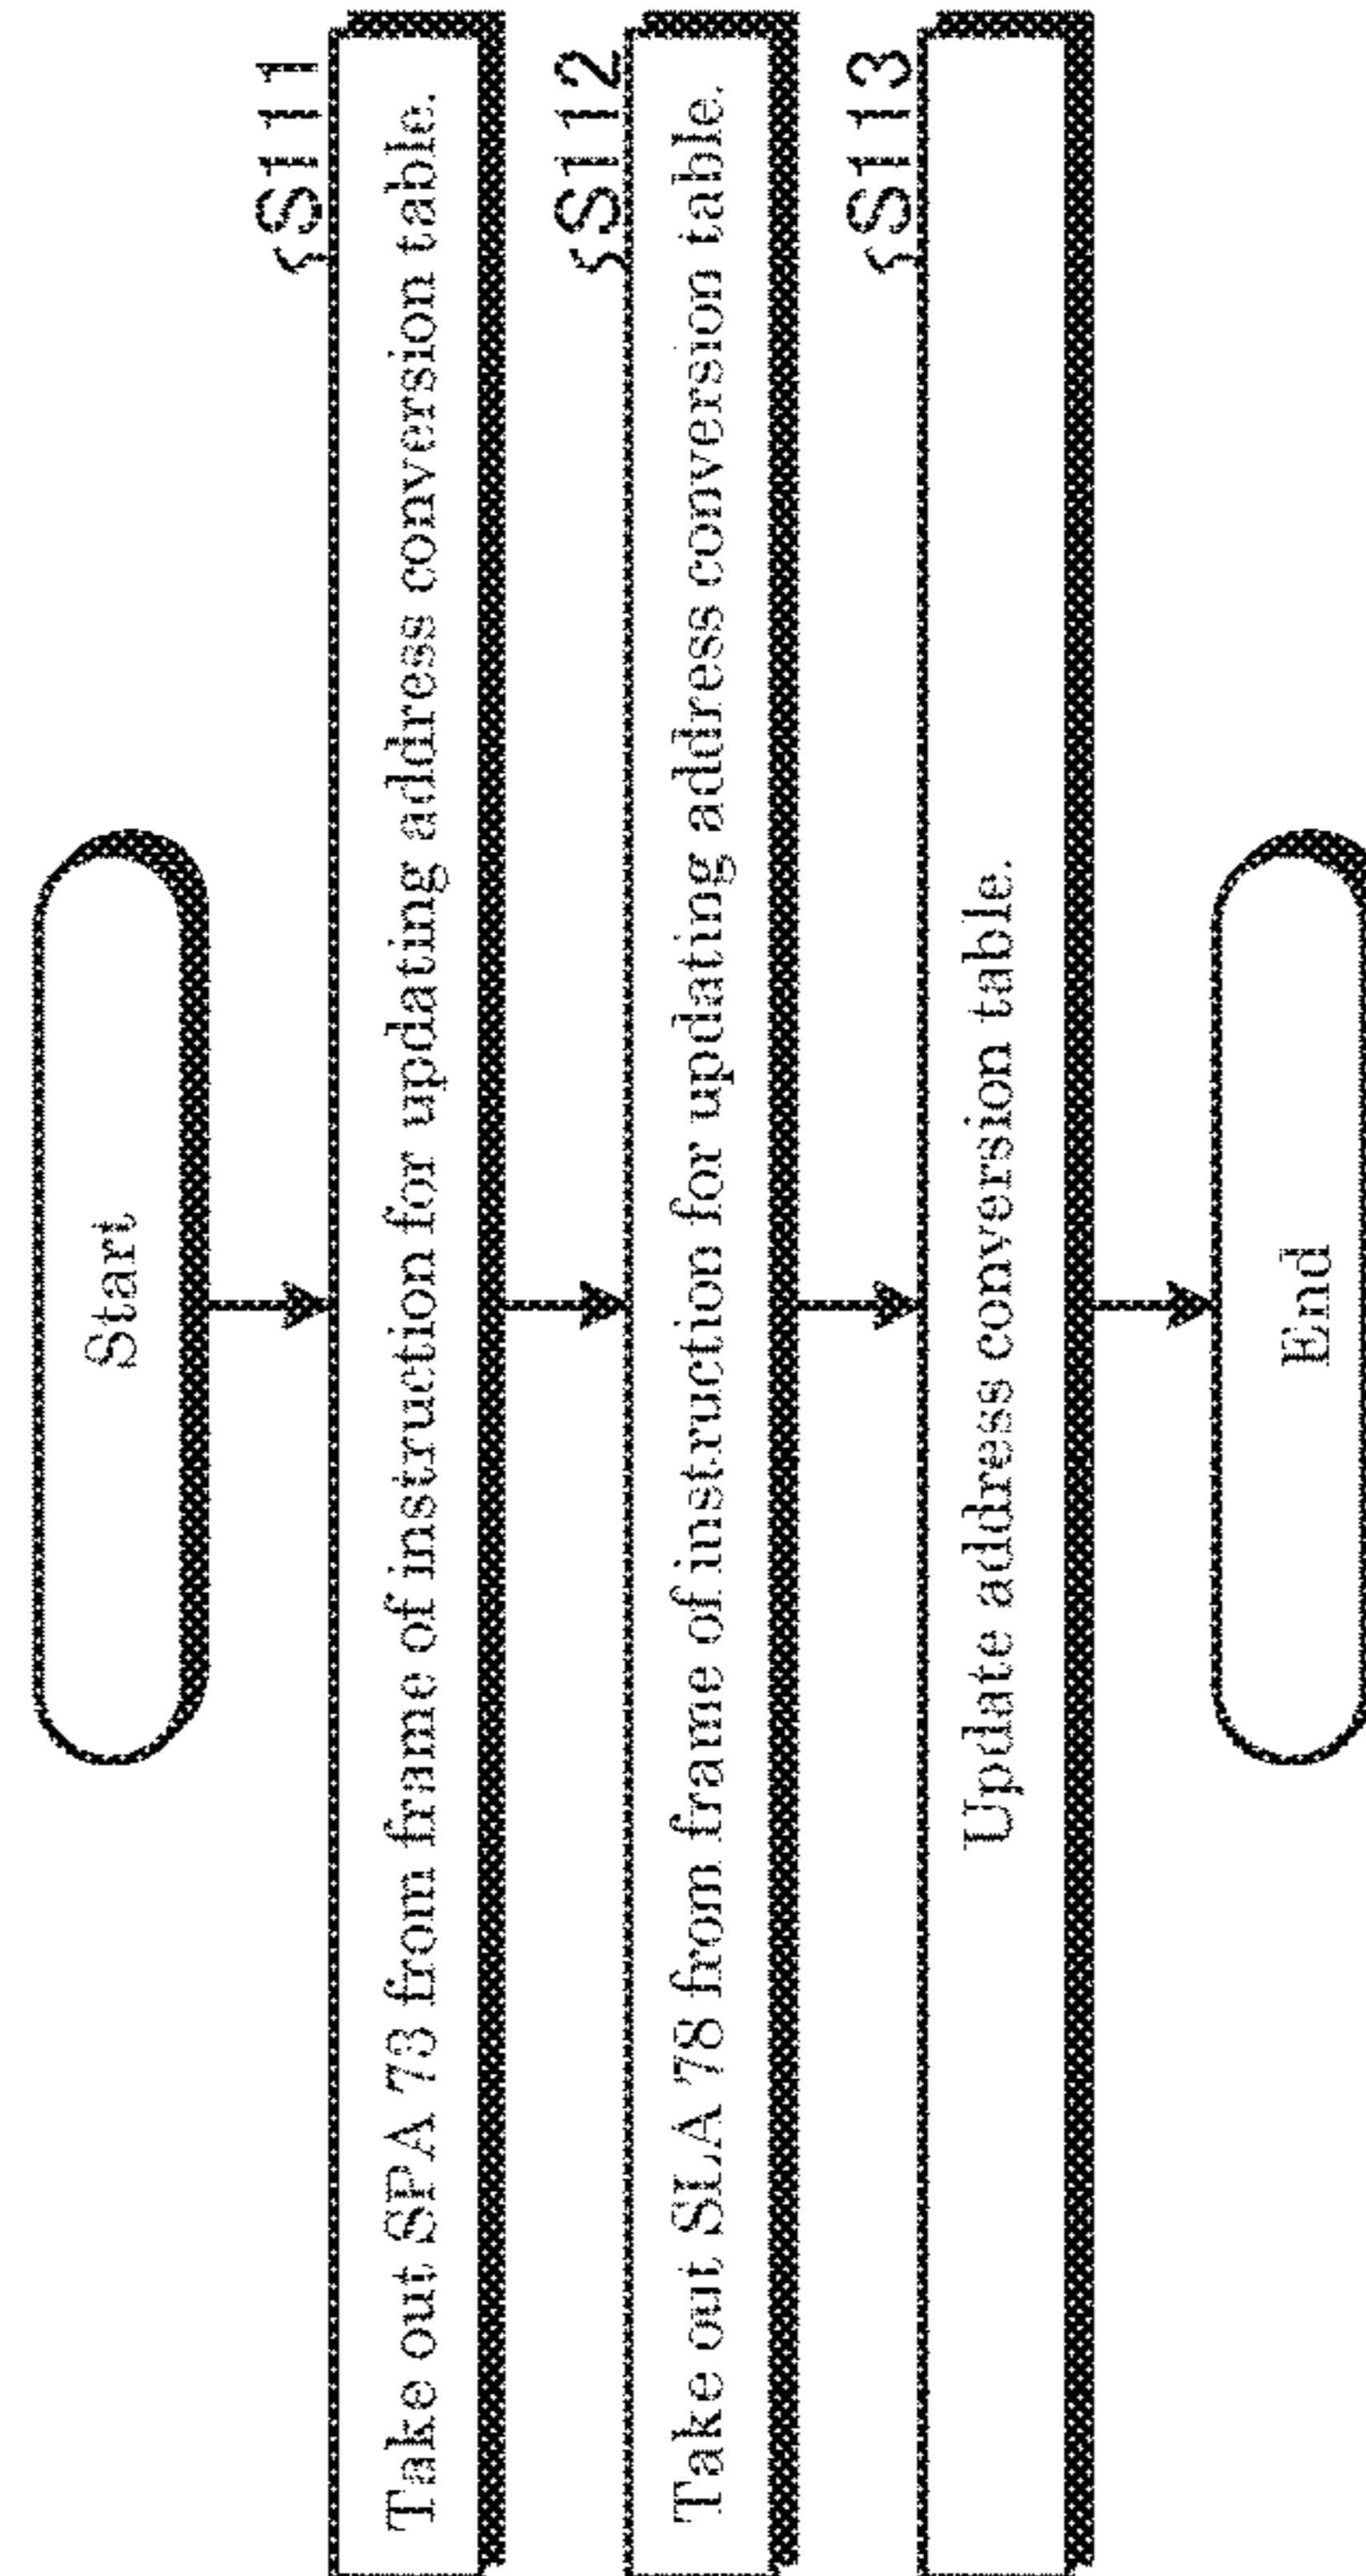 Start
S111
Take out SPA 73 from frame of instruction for updating address conversion table.
S112
Take out SLA 78 from frame of instruction for updating address conversion table.
S113
Update address conversion table.
End